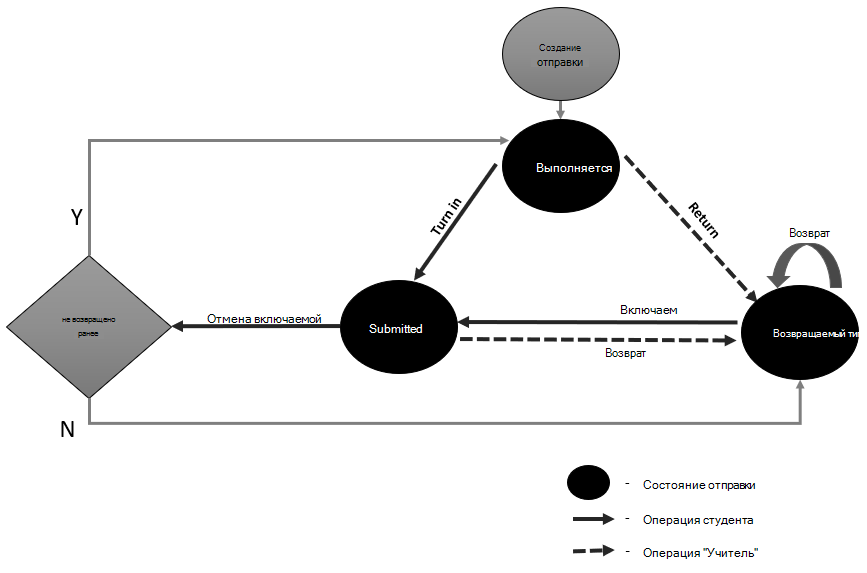 Создание
отправки
Выполняется
Turn in
Return
Y
Возврат
не возвращено
ранее
Отмена включаемой
Submitted
Включаем
Возврат
Возвращаемый ти
N
- Состояние отправки
- Операция студента
- Операция "Учитель"